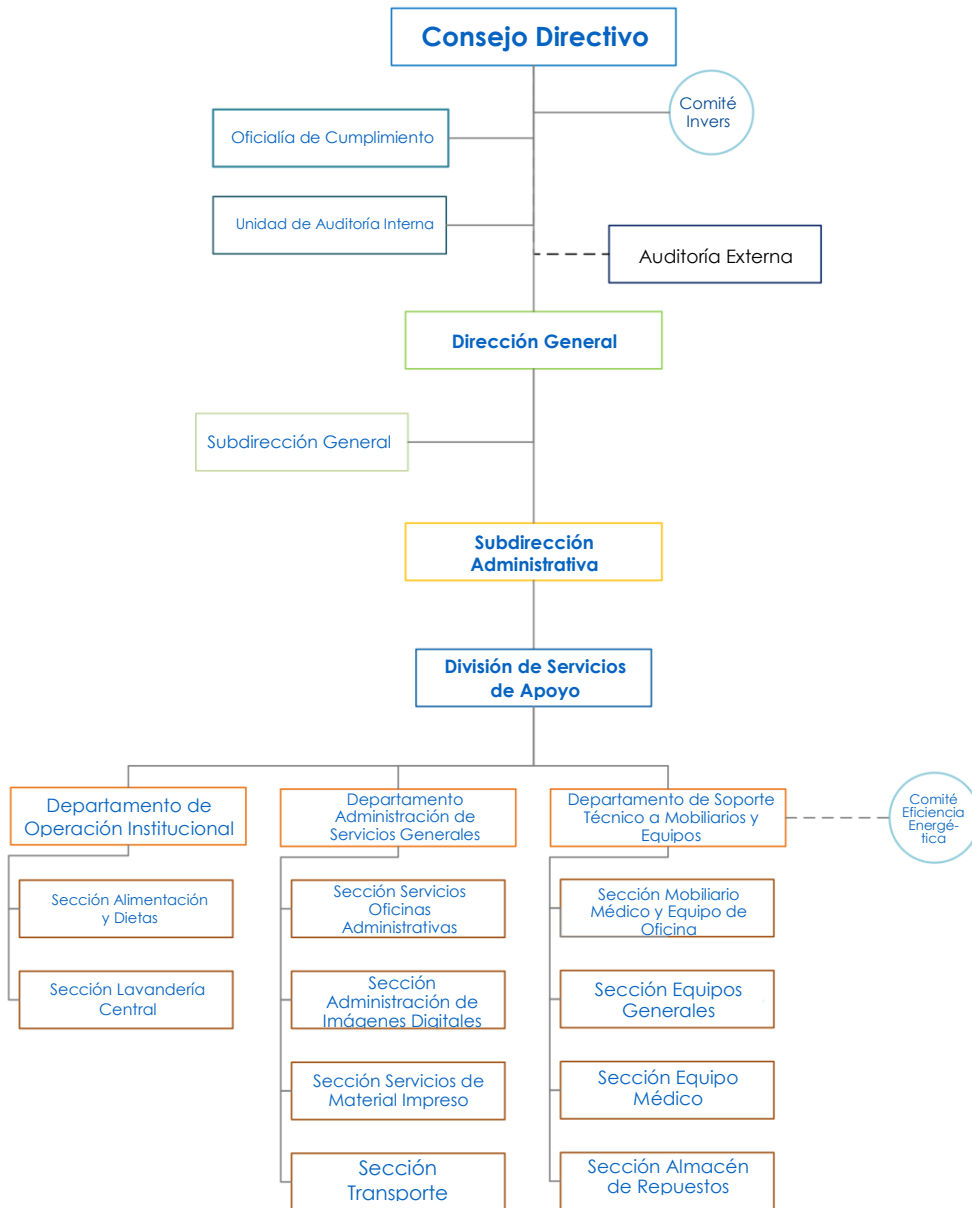 Consejo Directivo
Comité
Invers
Oficialía de Cumplimiento
Unidad de Auditoría Interna
Auditoría Externa
Dirección General
Subdirección General
Subdirección
Administrativa
División de Servicios
de Apoyo
Departamento de
Operación Institucional
Departamento
Administración de
Servicios Generales
Departamento de Soporte
Técnico a Mobiliarios y
Equipos
Comité
Eficiencia
Energé-
tica
Sección Alimentación
y Dietas
Sección Servicios
Oficinas
Administrativas
Sección Mobiliario
Médico y Equipo de
Oficina
Sección Lavandería
Central
Sección
Administración de
Imágenes Digitales
Sección Equipos
Generales
Sección Servicios de
Material Impreso
Sección Equipo
Médico
Sección
Transporte
Sección Almacén
de Repuestos